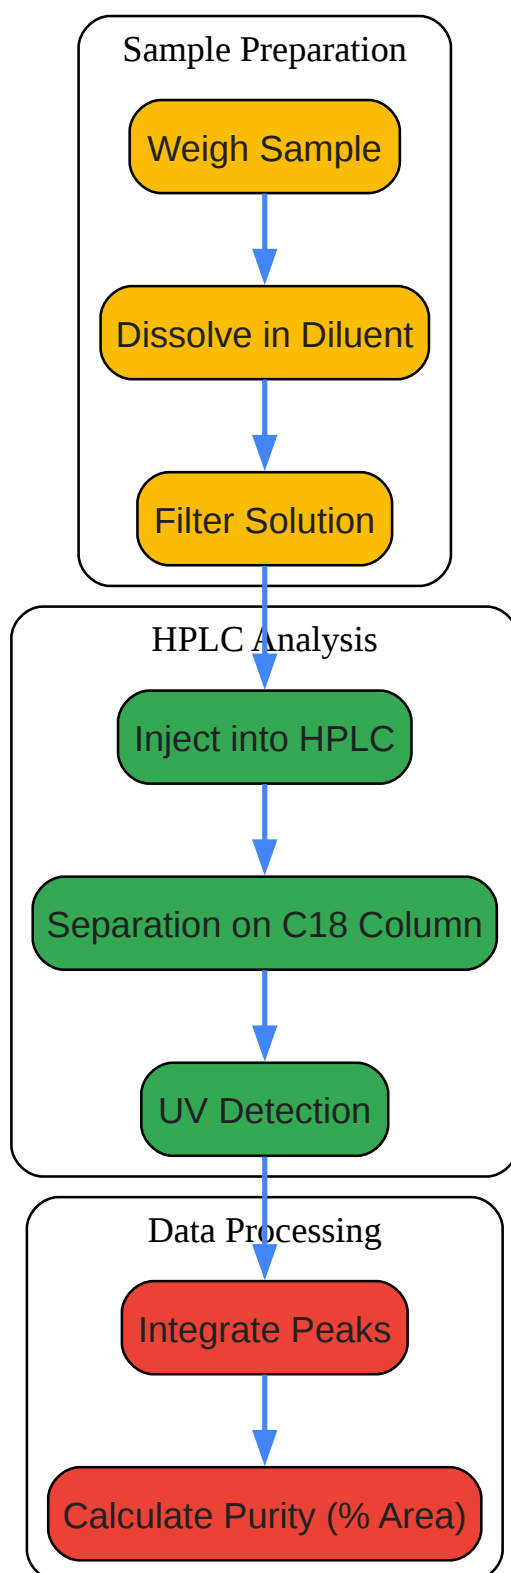 Sample Preparation
Weigh Sample
Dissolve in Diluent
Filter Solution
HPLC Analysis
Inject into HPLC
Separation on C18 Column
UV Detection
Data Processing
Integrate Peaks
Calculate Purity (% Area)